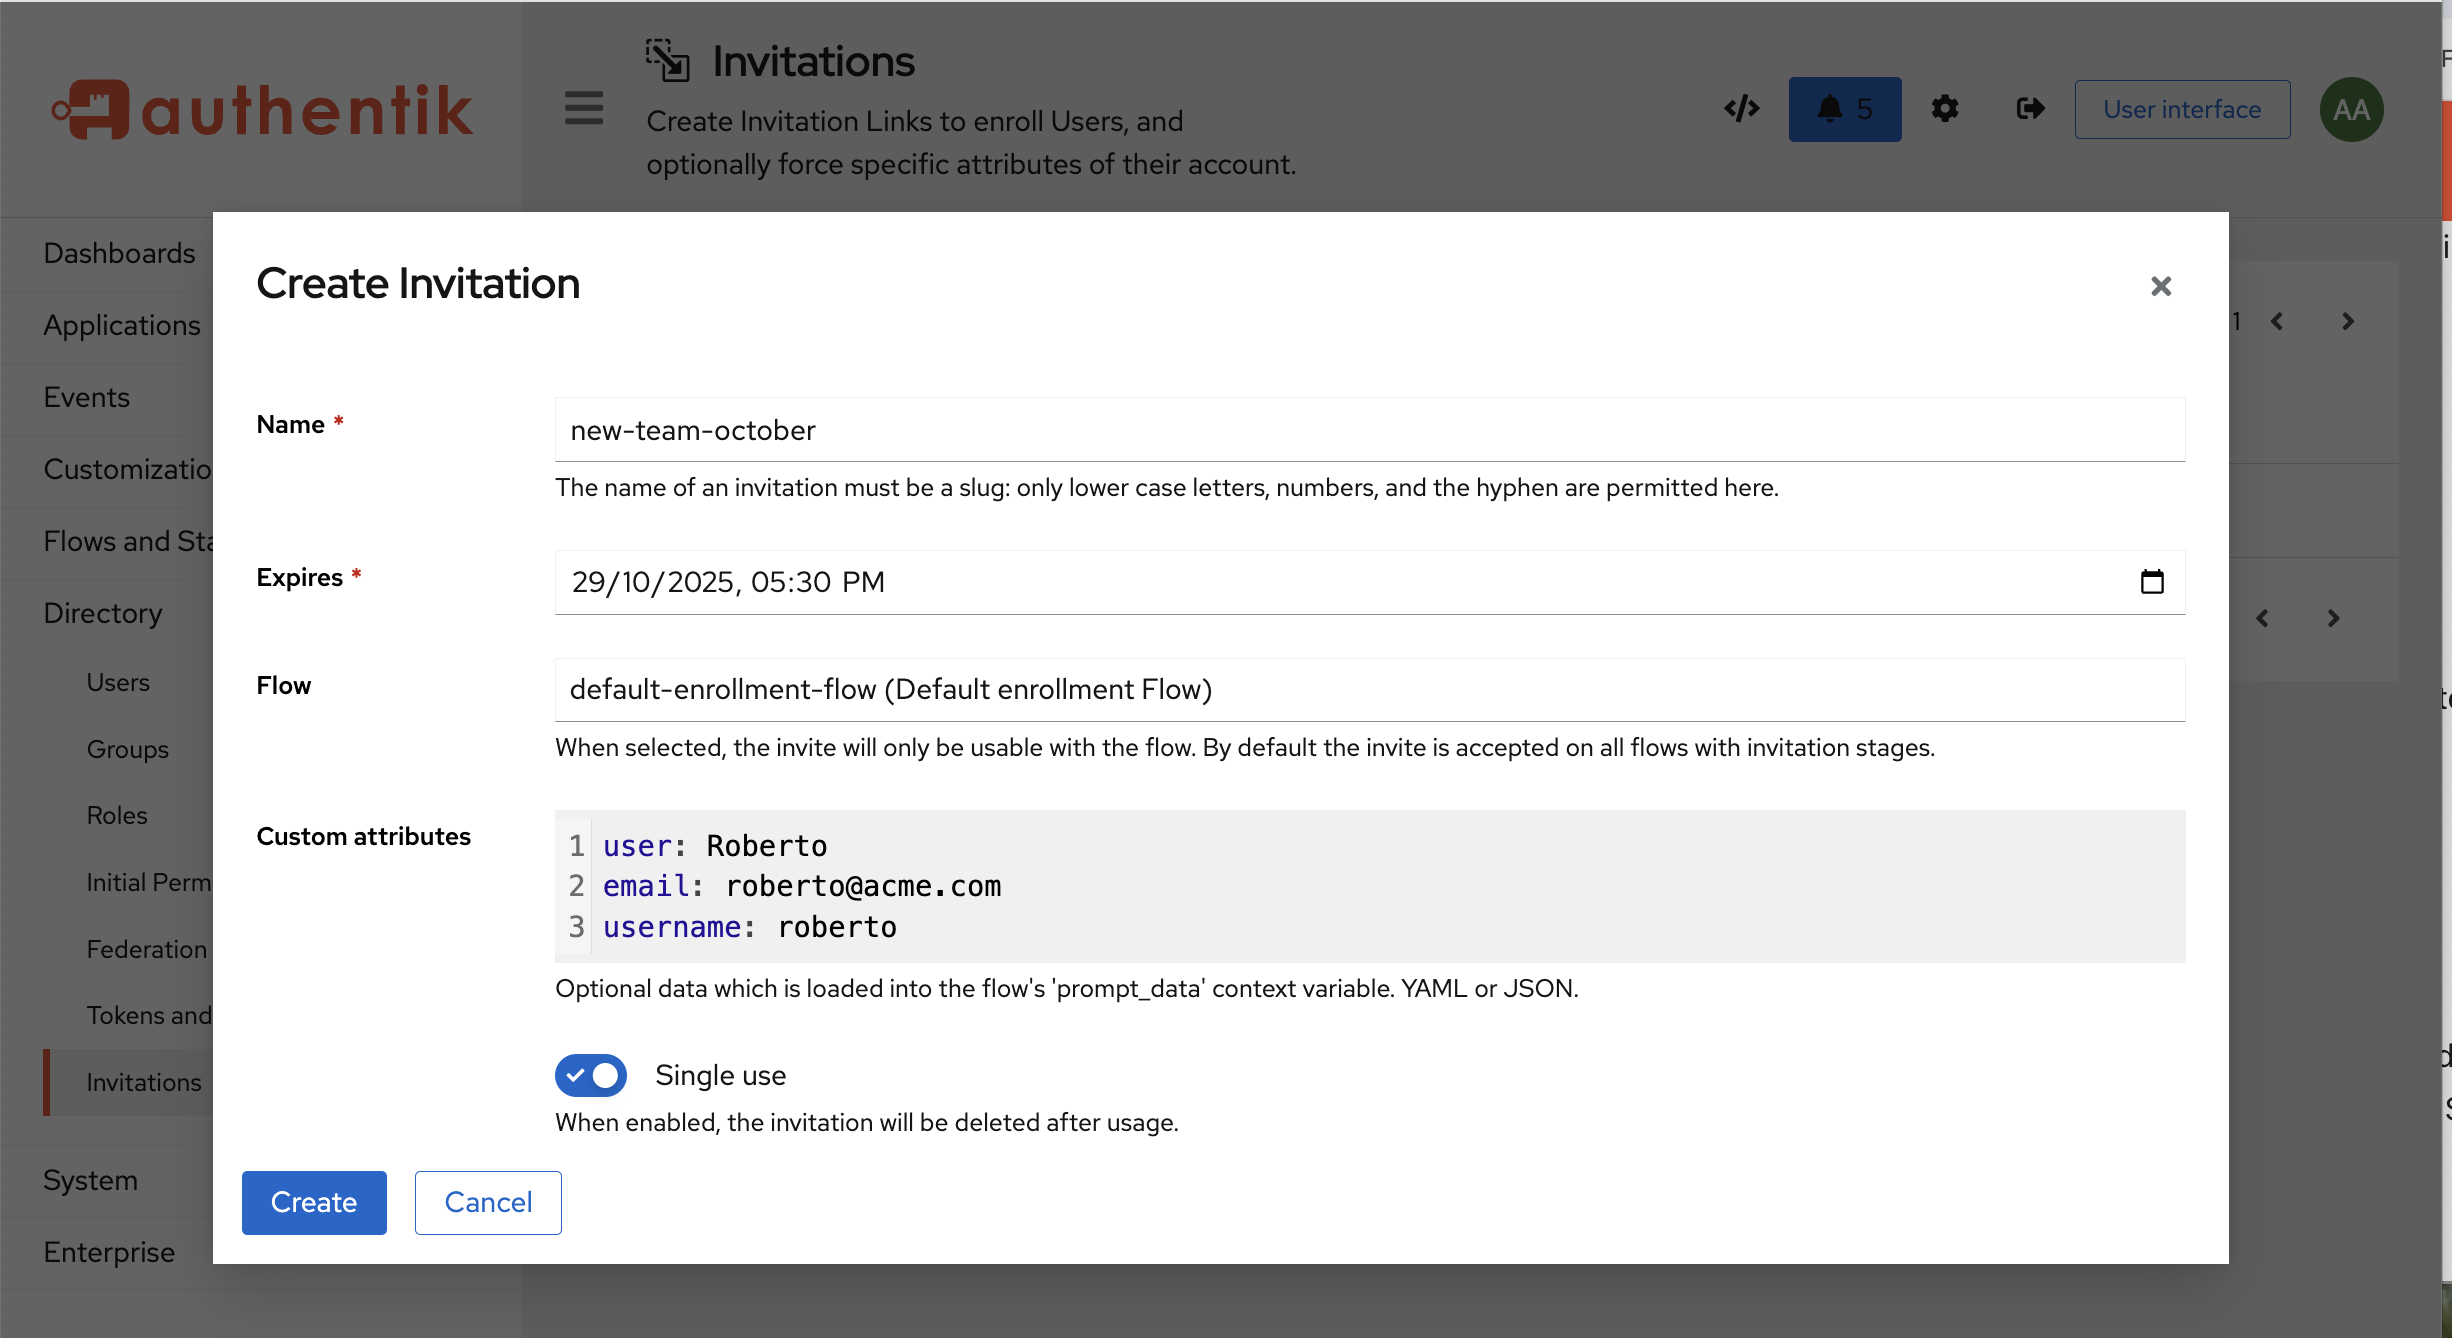 authentik
Invitations
Create Invitation Links to enroll Users, and
optionally force specific attributes of their account.
5
User interface
AA
Dashboards
Applications
Events
Customizatio
Flows and Sta
Directory
Users
Groups
Roles
Initial Perm
Federation
Tokens and
Invitations
System
Enterprise
1
Create Invitation
Name *
new-team-october
The name of an invitation must be a slug: only lower case letters, numbers, and the hyphen are permitted here.
Expires *
29/10/2025, 05:30 PM
Flow
default-enrollment-flow (Default enrollment Flow)
When selected, the invite will only be usable with the flow. By default the invite is accepted on all flows with invitation stages.
Custom attributes
1 user: Roberto
2 email: roberto@acme.com
3 username: roberto
Optional data which is loaded into the flow's 'prompt_data' context variable. YAML or JSON.
Single use
When enabled, the invitation will be deleted after usage.
Create
Cancel